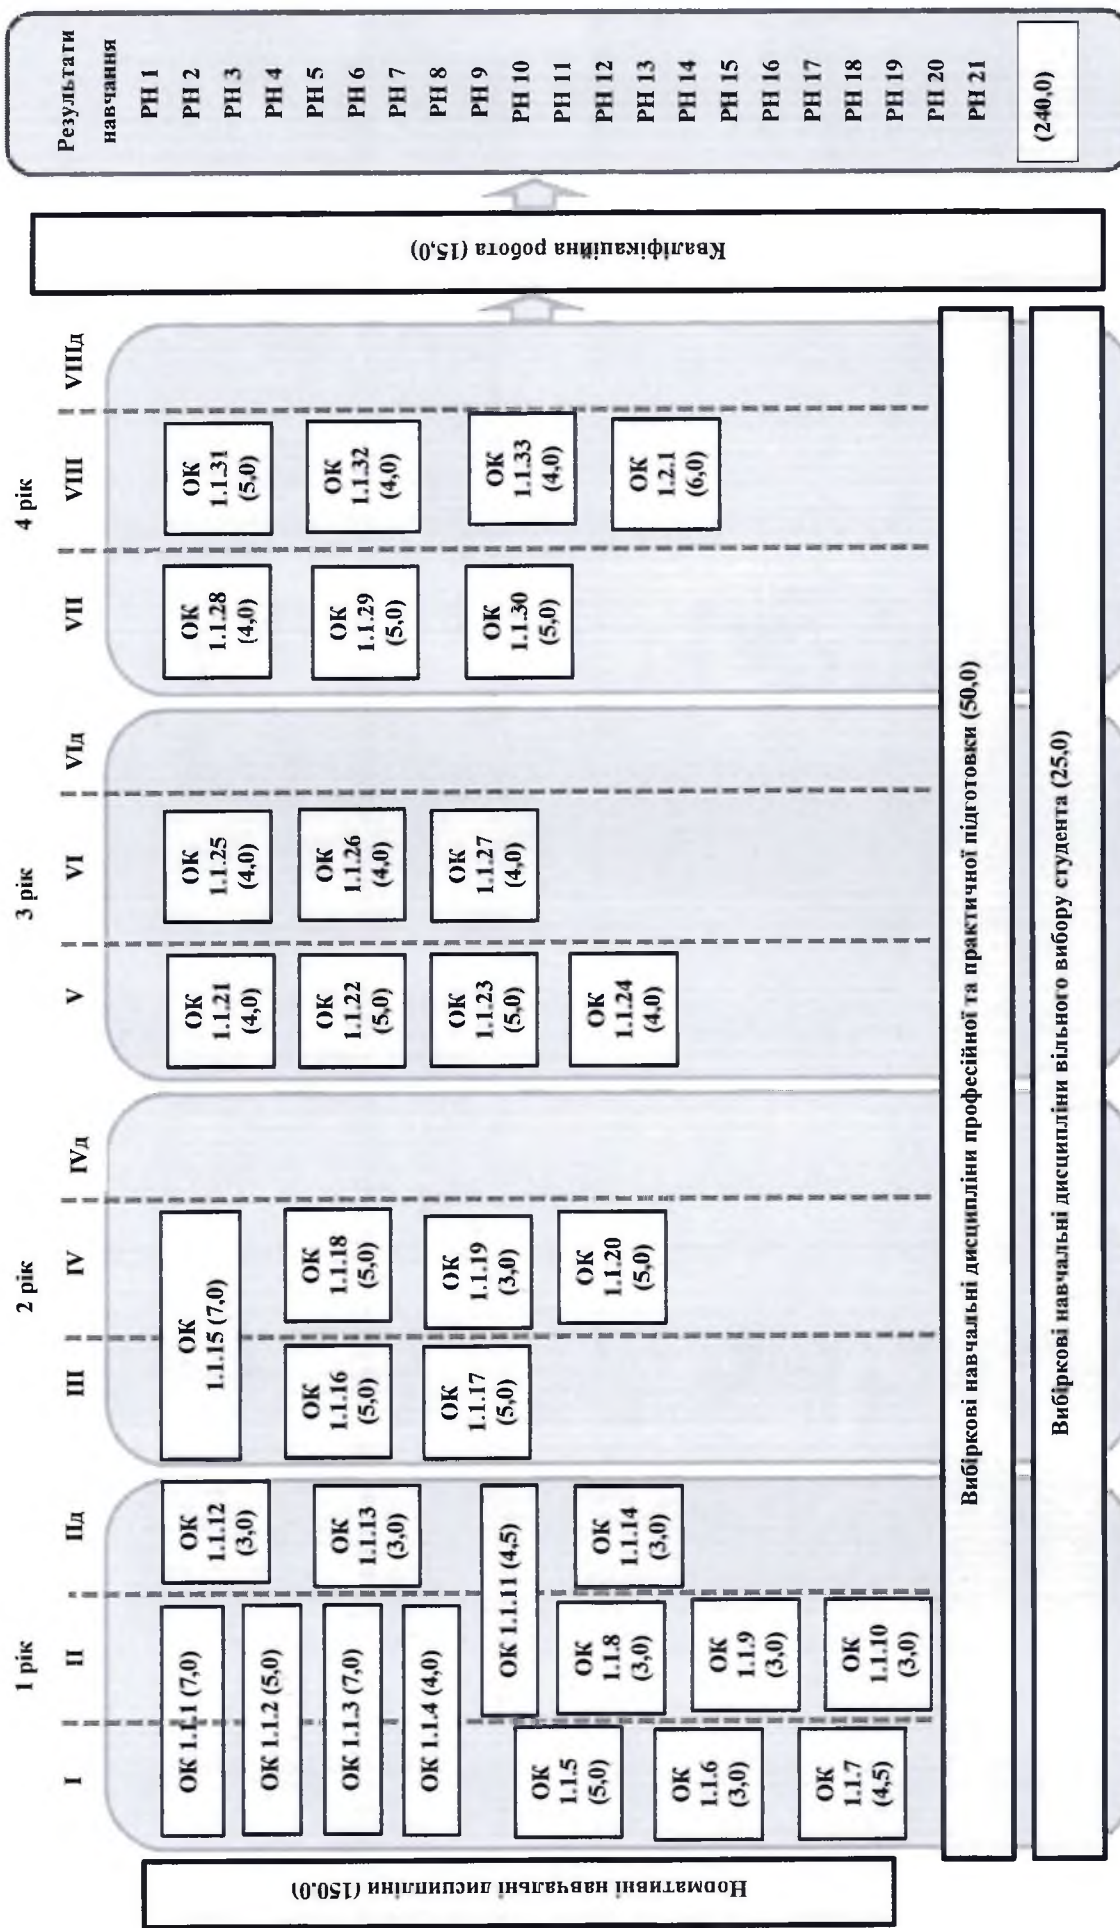 1 рік
2 рік
3 рік
4 рік
I
II
IIд
III
IV
IVд
V
VI
VIд
VII
VIII
VIIIд
Нормативні навчальні дисципліни (150.0)
ОК 1.1.1 (7,0)
ОК 1.1.2 (5,0)
ОК 1.1.3 (7,0)
ОК 1.1.4 (4,0)
ОК
1.1.5
(5,0)
ОК
1.1.6
(3,0)
ОК
1.1.7
(4,5)
ОК 1.1.11 (4,5)
ОК
1.1.8
(3,0)
ОК
1.1.9
(3,0)
ОК
1.1.10
(3,0)
ОК
1.1.12
(3,0)
ОК
1.1.13
(3,0)
ОК
1.1.14
(3,0)
ОК
1.1.15 (7,0)
ОК
1.1.16
(5,0)
ОК
1.1.17
(5,0)
ОК
1.1.18
(5,0)
ОК
1.1.19
(3,0)
ОК
1.1.20
(5,0)
ОК
1.1.21
(4,0)
ОК
1.1.22
(5,0)
ОК
1.1.23
(5,0)
ОК
1.1.24
(4,0)
ОК
1.1.25
(4,0)
ОК
1.1.26
(4,0)
ОК
1.1.27
(4,0)
ОК
1.1.28
(4,0)
ОК
1.1.29
(5,0)
ОК
1.1.30
(5,0)
ОК
1.1.31
(5,0)
ОК
1.1.32
(4,0)
ОК
1.1.33
(4,0)
ОК
1.2.1
(6,0)
Вибіркові навчальні дисципліни професійної та практичної підготовки (50,0)
Вибіркові навчальні дисципліни вільного вибору студента (25,0)
Кваліфікаційна робота (15,0)
Результати
навчання
РН 1
РН 2
РН 3
РН 4
РН 5
РН 6
РН 7
РН 8
РН 9
РН 10
РН 11
РН 12
РН 13
РН 14
РН 15
РН 16
РН 17
РН 18
РН 19
РН 20
РН 21
(240,0)